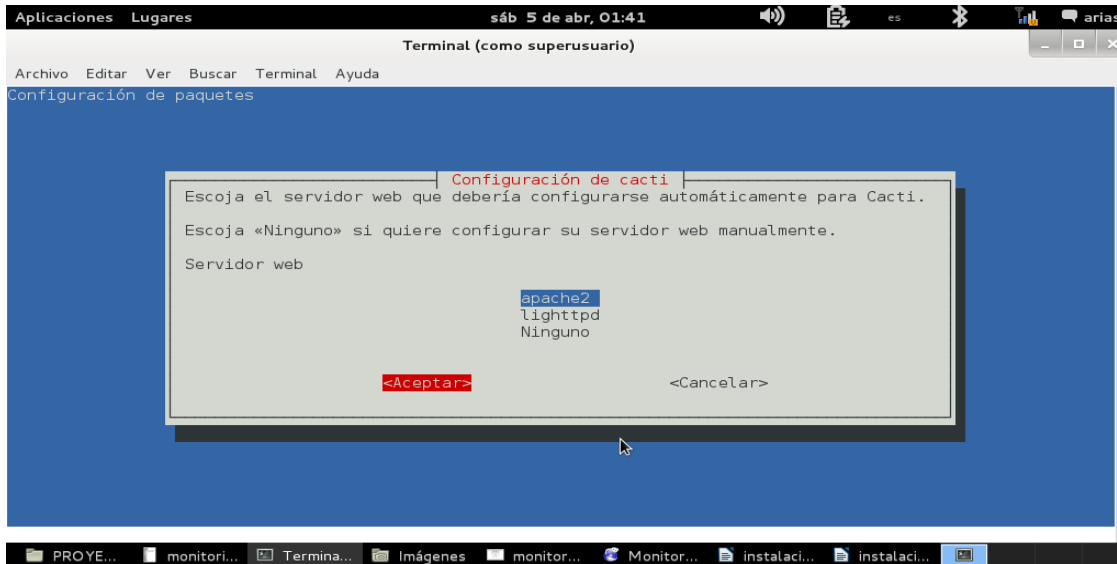 Aplicaciones Lugares sáb 5 de abr, 01:41 es arias
Terminal (como superusuario)
Archivo Editar Ver Buscar Terminal Ayuda
Configuración de paquetes
Configuración de cacti
Escoja el servidor web que debería configurarse automáticamente para Cacti.
Escoja «Ninguno» si quiere configurar su servidor web manualmente.
Servidor web
apache2
lighttpd
Ninguno
<Aceptar> <Cancelar>
PROYE... monitori... Termina... Imágenes monitor... Monitor... instalaci... instalaci...